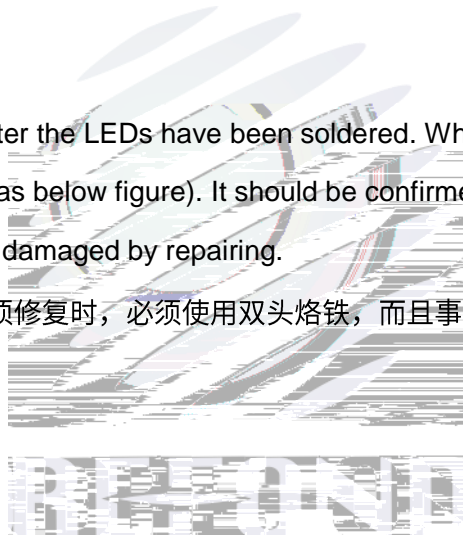 ter the LEDs have been soldered. Wh
as below figure). It should be confirme
damaged by repairing.
须修复时，必须使用双头烙铁，而且事